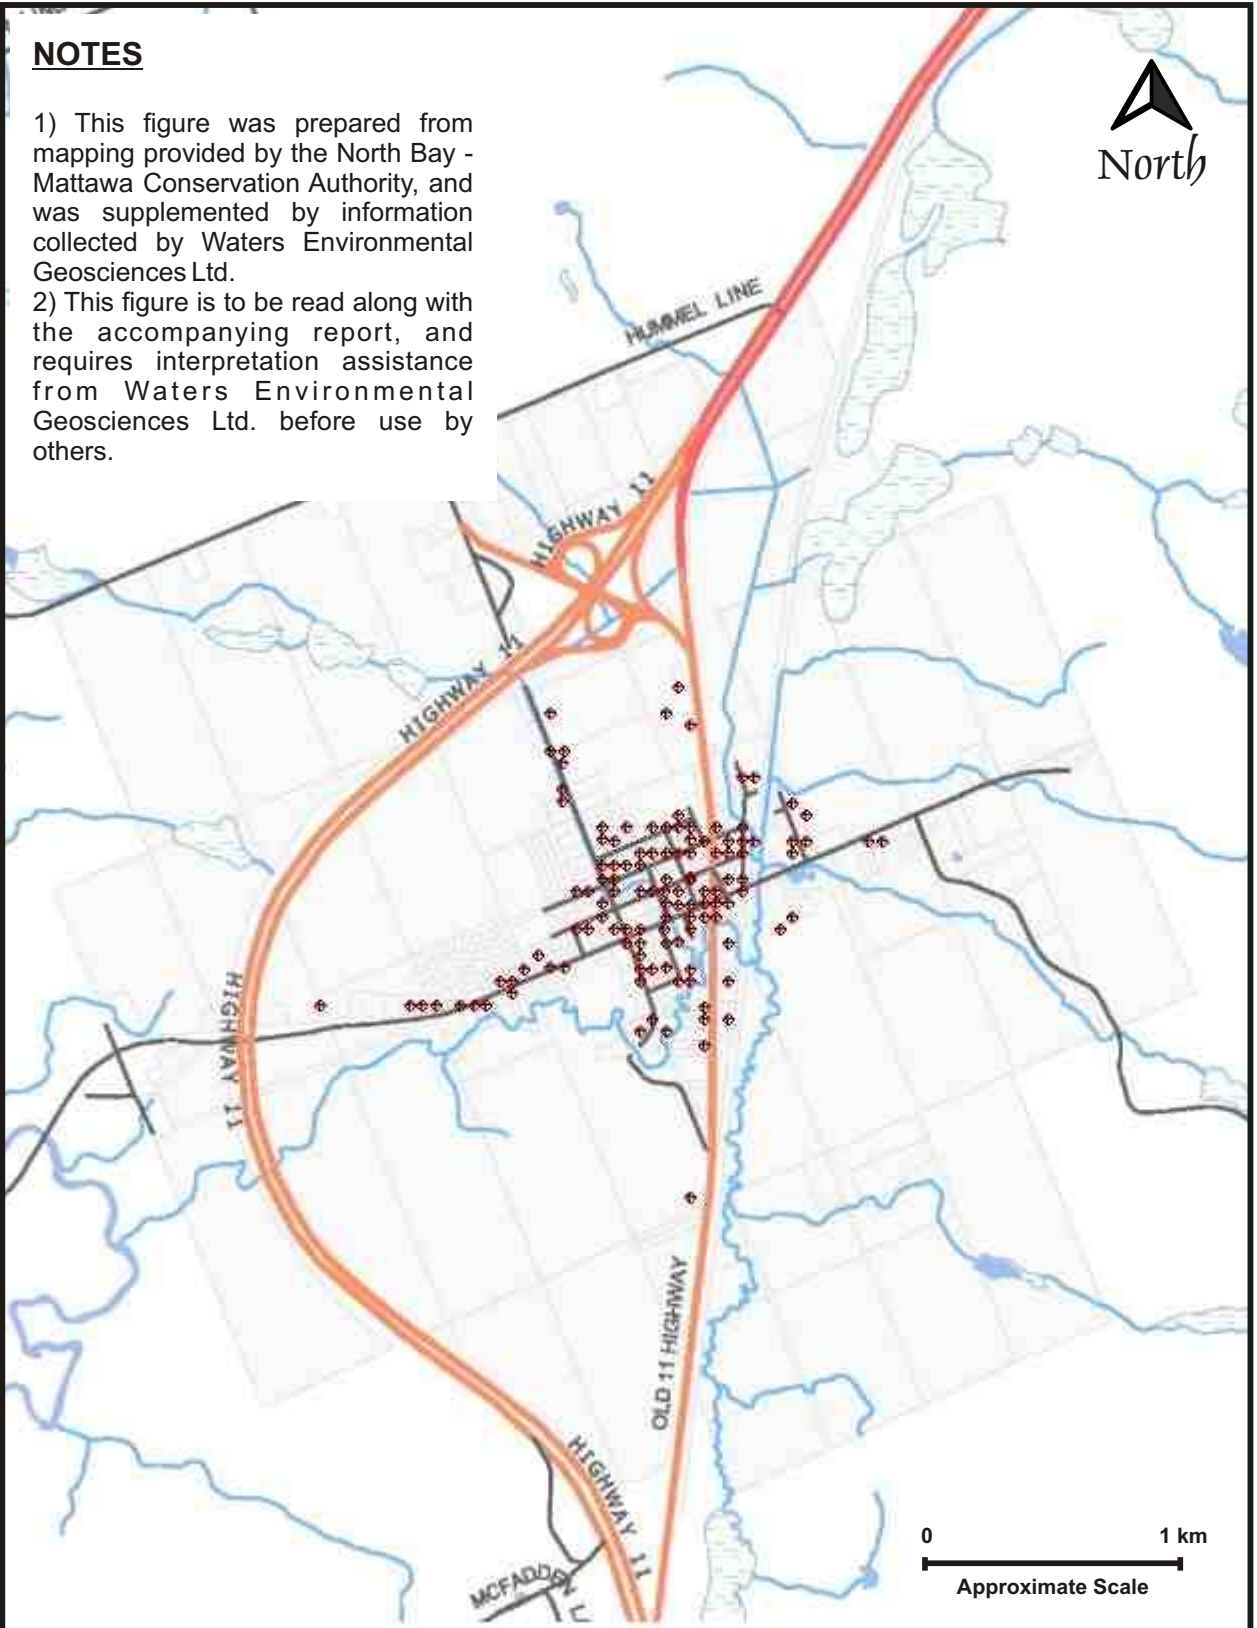 NOTES
1) This figure was prepared from
mapping provided by the North Bay -
Mattawa Conservation Authority, and
was supplemented by information
collected by Waters Environmental
Geosciences Ltd.
2) This figure is to be read along with
the accompanying report, and
requires interpretation assistance
from Waters Environmental
Geosciences Ltd. before use by
others.
North
HUMMEL LINE
HIGHWAY 11
HIGHWAY 11
HIGHWAY 11
OLD 11 HIGHWAY
HIGHWAY 11
MCFADDEN L
0 1 km
Approximate Scale